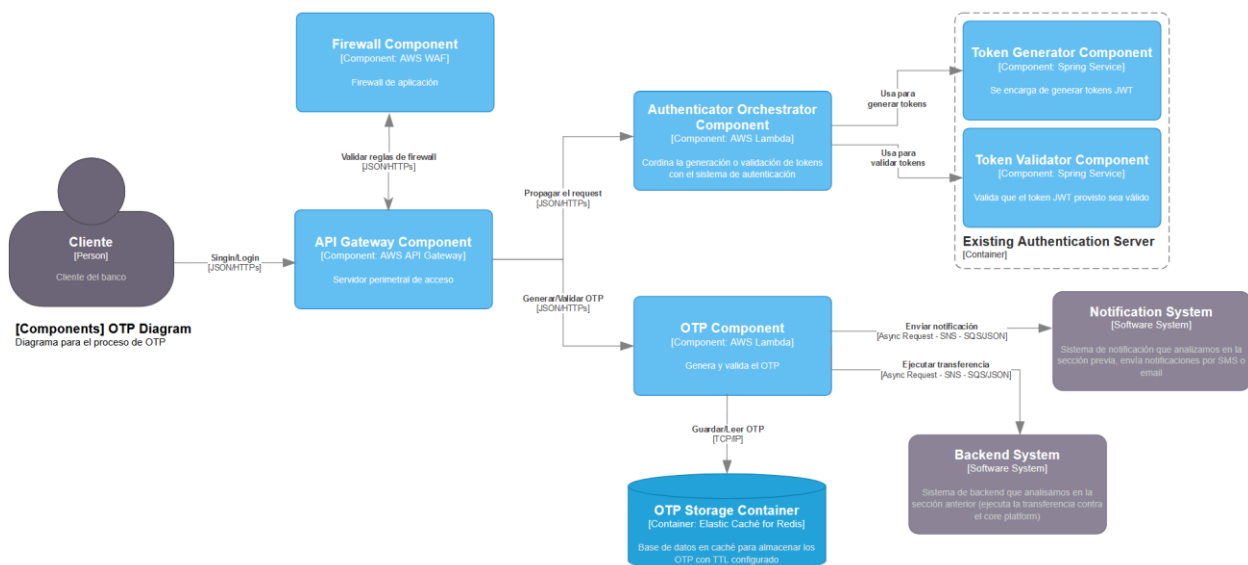 Firewall Component
[Component: AWS WAF]
Firewall de aplicación
Validar reglas de firewall
[JSON/HTTPs]
Cliente
[Person]
Cliente del banco
Singin/Login
[JSON/HTTPs]
API Gateway Component
[Component: AWS API Gateway]
Servidor perimetral de acceso
[Components] OTP Diagram
Diagrama para el proceso de OTP
Propagar el request
[JSON/HTTPs]
Generar/Validar OTP
[JSON/HTTPs]
Authenticator Orchestrator
Component
[Component: AWS Lambda]
Cordina la generación o validación de tokens
con el sistema de autenticación
Usa para
generar tokens
Usa para
validar tokens
Token Generator Component
[Component: Spring Service]
Se encarga de generar tokens JWT
Token Validator Component
[Component: Spring Service]
Valida que el token JWT provisto sea válido
Existing Authentication Server
[Container]
OTP Component
[Component: AWS Lambda]
Genera y valida el OTP
Envíar notificación
[Async Request - SNS - SQS/JSON]
Ejecutar transferencia
[Async Request - SNS - SQS/JSON]
Notification System
[Software System]
Sistema de notificación que analizamos en la
sección previa, envía notificaciones por SMS o
email
Backend System
[Software System]
Sistema de backend que analisamos en la
sección anterior (ejecuta la transferencia contra
el core platform)
Guardar/Leer OTP
[TCP/IP]
OTP Storage Container
[Container: Elastic Caché for Redis]
Base de datos en caché para almacenar los
OTP con TTL configurado